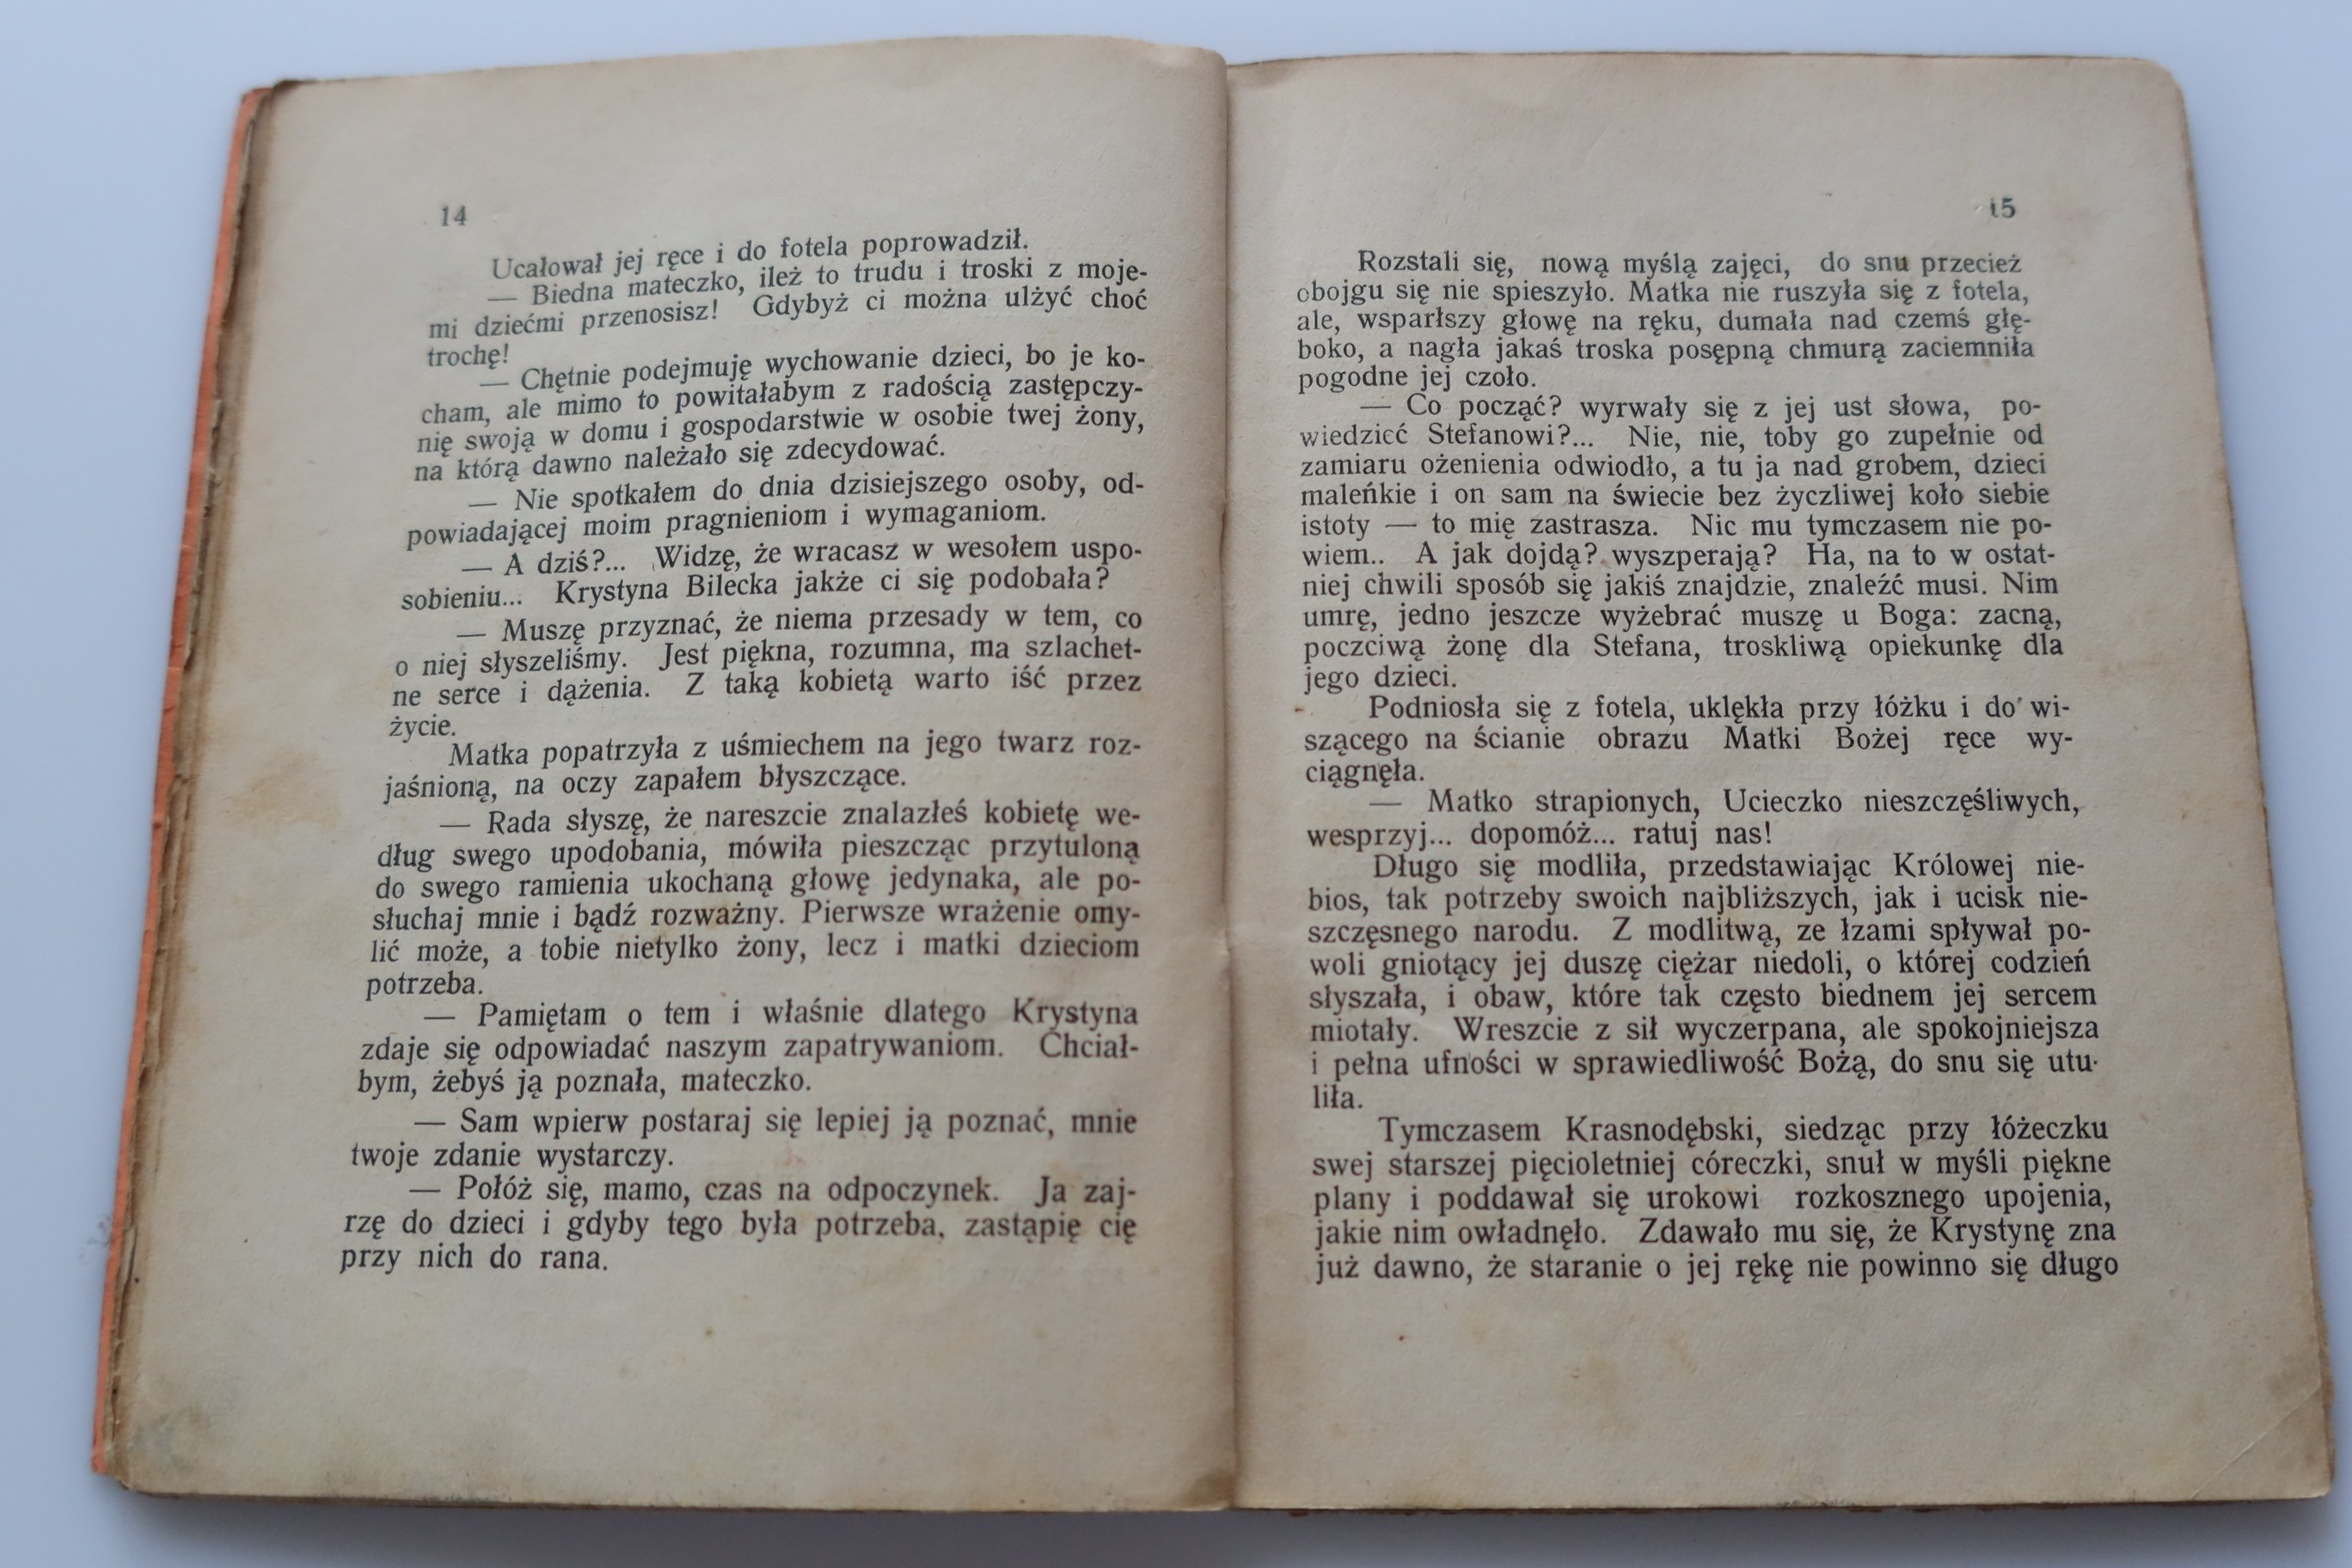 14
Ucałował jej ręce i do fotela poprowadził.
— Biedna mateczko, ileż to trudu i troski z moje-
mi dziećmi przenosisz! Gdybyż ci można ulżyć choć
trochę!
— Chętnie podejmuję wychowanie dzieci, bo je ko-
cham, ale mimo to powitałabym z radością zastępczy-
nię swoją w domu i gospodarstwie w osobie twej żony,
na którą dawno należało się zdecydować.
— Nie spotkałem do dnia dzisiejszego osoby, od-
powiadającej moim pragnieniom i wymaganiom.
— A dziś?... Widzę, że wracasz w wesołem uspo-
sobieniu... Krystyna Bilecka jakże ci się podobała?
— Muszę przyznać, że niema przesady w tem, co
o niej słyszeliśmy. Jest piękna, rozumna, ma szlachet-
ne serce i dążenia. Z taką kobietą warto iść przez
życie.
Matka popatrzyła z uśmiechem na jego twarz roz-
jaśnioną, na oczy zapałem błyszczące.
— Rada słyszę, że nareszcie znalazłeś kobietę we-
dług swego upodobania, mówiła pieszcząc przytuloną
do swego ramienia ukochaną głowę jedynaka, ale po-
słuchaj mnie i bądź rozważny. Pierwsze wrażenie omy-
lić może, a tobie nietylko żony, lecz i matki dzieciom
potrzeba.
— Pamiętam o tem i właśnie dlatego Krystyna
zdaje się odpowiadać naszym zapatrywaniom. Chciał-
bym, żebyś ją poznała, mateczko.
— Sam wpierw postaraj się lepiej ją poznać, mnie
twoje zdanie wystarczy.
— Połóż się, mamo, czas na odpoczynek. Ja zaj-
rzę do dzieci i gdyby tego była potrzeba, zastąpię cię
przy nich do rana.
15
Rozstali się, nową myślą zajęci, do snu przecież
obojgu się nie spieszyło. Matka nie ruszyła się z fotela,
ale, wsparłszy głowę na ręku, dumała nad czemś głę-
boko, a nagła jakaś troska posępną chmurą zaciemniła
pogodne jej czoło.
— Co począć? wyrwały się z jej ust słowa, po-
wiedzieć Stefanowi?... Nie, nie, toby go zupełnie od
zamiaru ożenienia odwiodło, a tu ja nad grobem, dzieci
maleńkie i on sam na świecie bez życzliwej koło siebie
istoty — to mię zastrasza. Nic mu tymczasem nie po-
wiem.. A jak dojdą? wyszperają? Ha, na to w ostat-
niej chwili sposób się jakiś znajdzie, znaleźć musi. Nim
umrę, jedno jeszcze wyżebrać muszę u Boga: zacną,
poczciwą żonę dla Stefana, troskliwą opiekunkę dla
jego dzieci.
Podniosła się z fotela, uklękła przy łóżku i do wi-
szącego na ścianie obrazu Matki Bożej ręce wy-
ciągnęła.
— Matko strapionych, Ucieczko nieszczęśliwych,
wesprzyj... dopomóż... ratuj nas!
Długo się modliła, przedstawiając Królowej nie-
bios, tak potrzeby swoich najbliższych, jak i ucisk nie-
szczęsnego narodu. Z modlitwą, ze łzami spływał po-
woli gniotący jej duszę ciężar niedoli, o której codzień
słyszała, i obaw, które tak często biednem jej sercem
miotały. Wreszcie z sił wyczerpana, ale spokojniejsza
i pełna ufności w sprawiedliwość Bożą, do snu się utu-
liła.
Tymczasem Krasnodębski, siedząc przy łóżeczku
swej starszej pięcioletniej córeczki, snuł w myśli piękne
plany i poddawał się urokowi rozkosznego upojenia,
jakie nim owładnęło. Zdawało mu się, że Krystynę zna
już dawno, że staranie o jej rękę nie powinno się długo